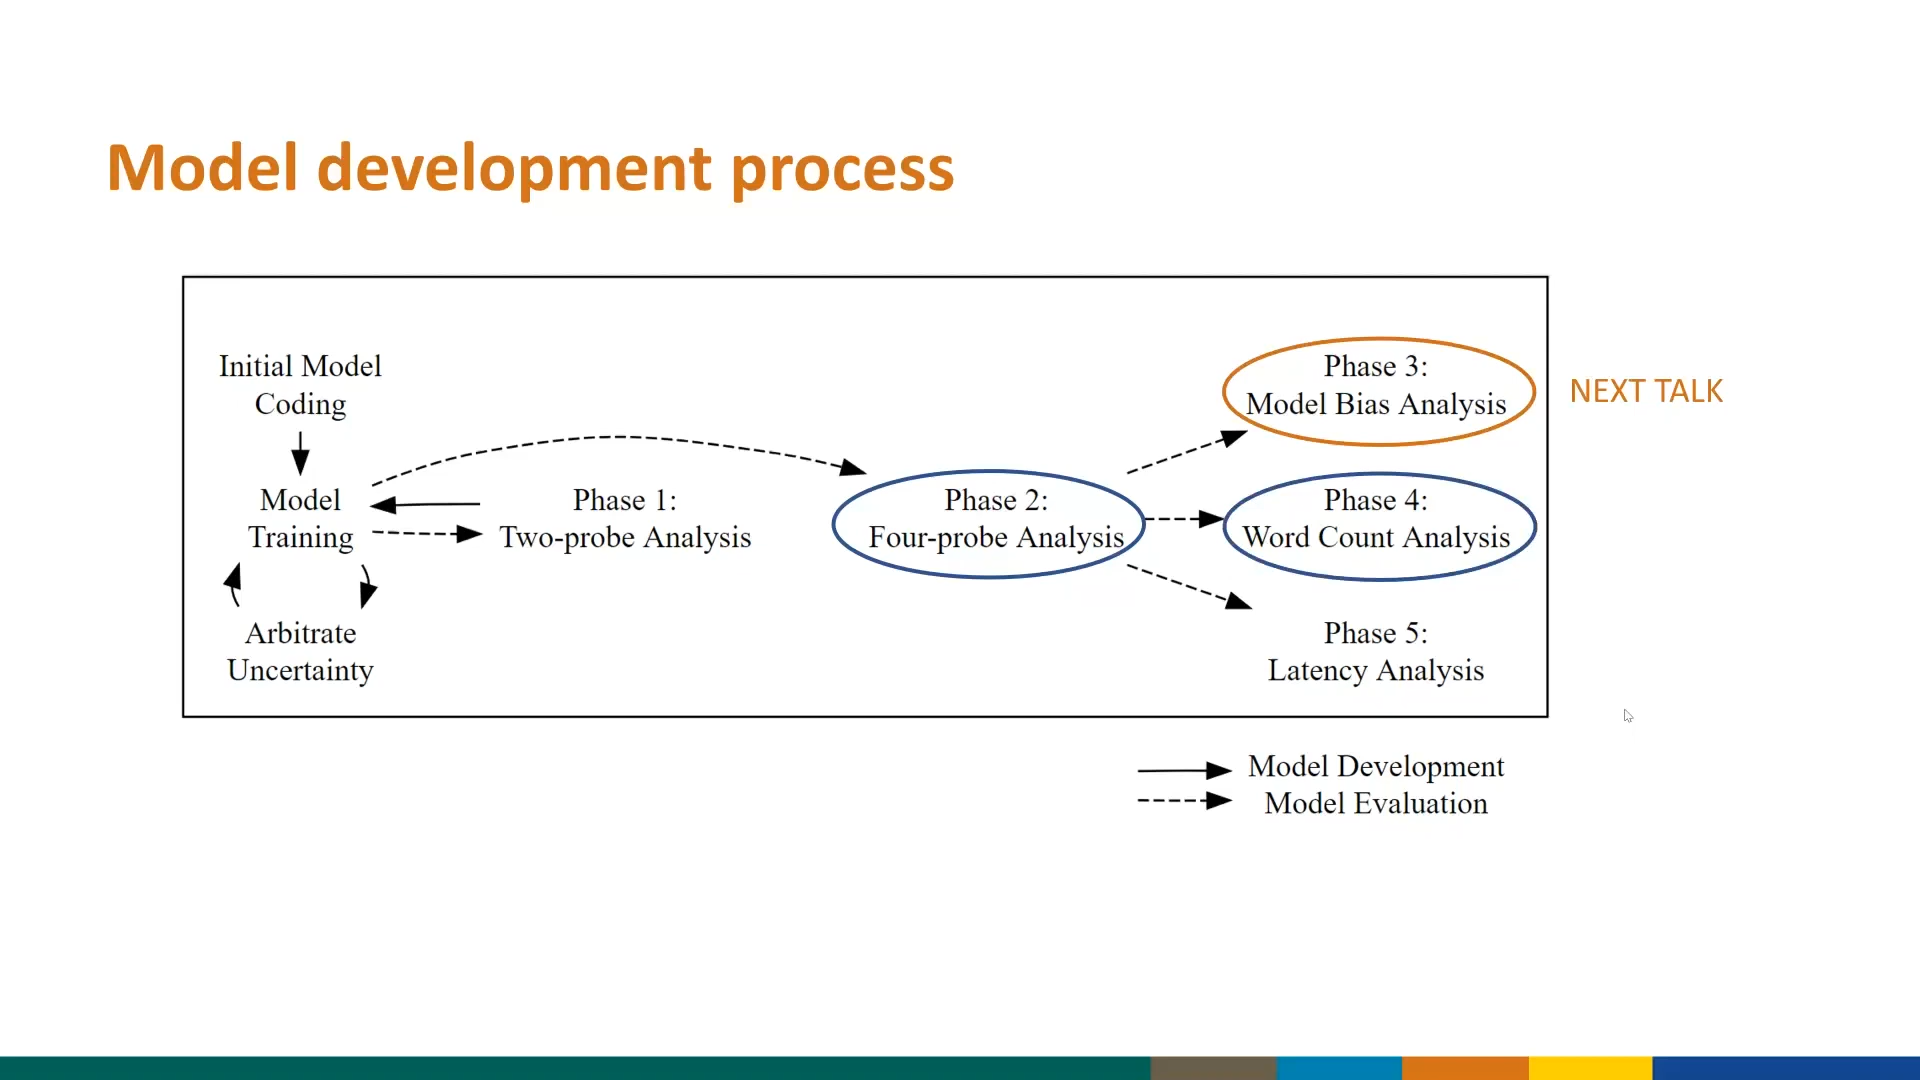 Model development process
Initial Model
Coding
Model
Training
Arbitrate
Uncertainty
Phase 1:
Two-probe Analysis
Phase 2:
Four-probe Analysis
Phase 3:
Model Bias Analysis
NEXT TALK
Phase 4:
Word Count Analysis
Phase 5:
Latency Analysis
Model Development
Model Evaluation